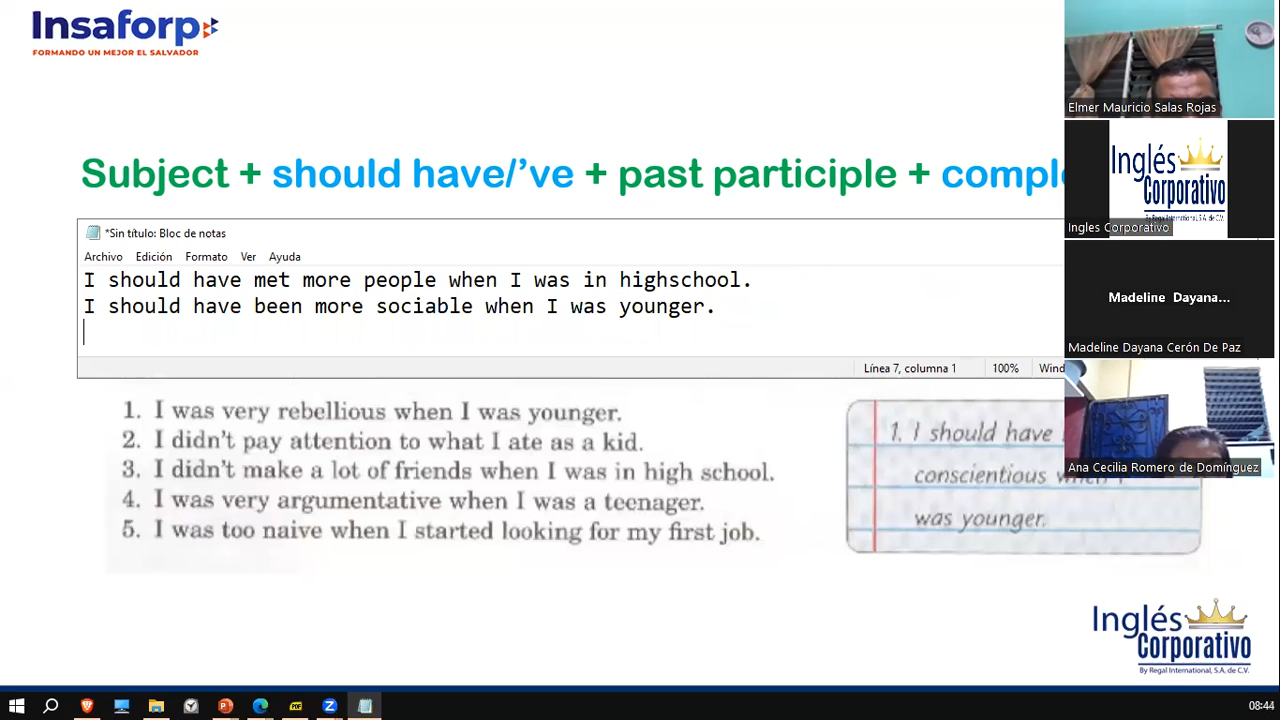 Insaforp
FORMANDO UN MEJOR EL SALVADOR
Subject + should have/'ve + past participle +
*Sin título: Bloc de notas
Archivo Edición Formato Ver Ayuda
I should have met more people when I was in highschool.
I should have been more sociable when I was younger.
Línea 7, columna 1 100% Wind
1. I was very rebellious when I was younger.
2. I didn't pay attention to what I ate as a kid.
3. I didn't make a lot of friends when I was in high school.
4. I was very argumentative when I was a teenager.
5. I was too naive when I started looking for my first job.
1. I should have
conscientious when I
was younger.
Elmer Mauricio Salas Rojas
Inglés
Corporativo
By Regal International, S.A. de C.V.
Ingles Corporativo
Madeline Dayana...
Madeline Dayana Cerón De Paz
Ana Cecilia Romero de Domínguez
Inglés
Corporativo
By Regal International, S.A. de C.V.
08:44